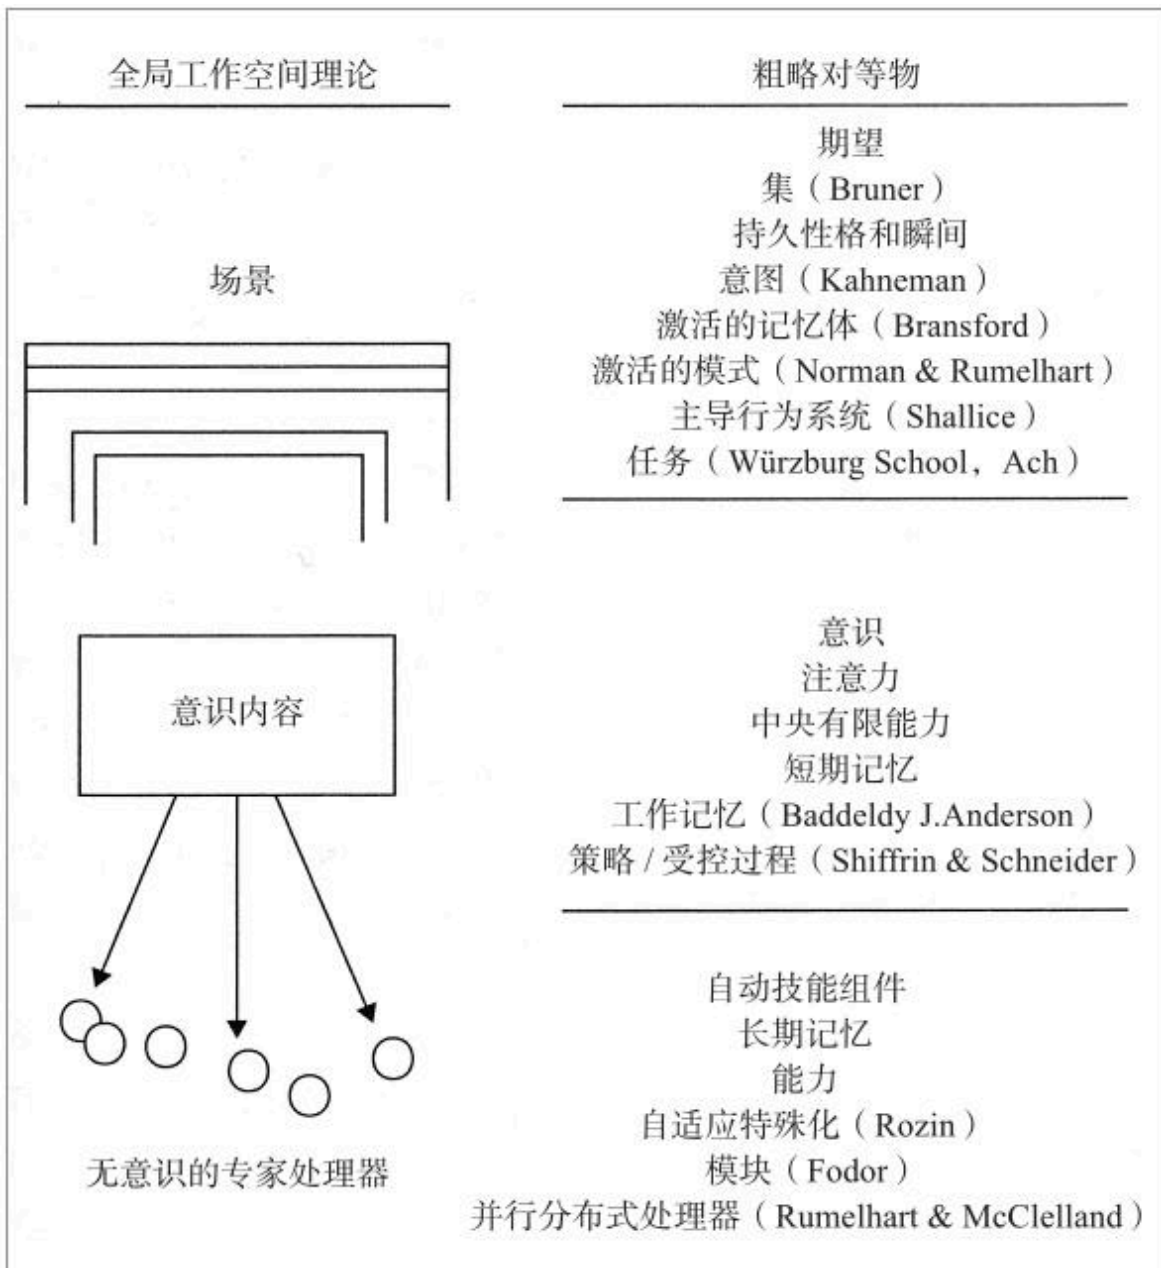 全局工作空间理论
粗略对等物
场景
期望
集（Bruner）
持久性格和瞬间
意图（Kahneman）
激活的记忆体（Bransford）
激活的模式（Norman & Rumelhart）
主导行为系统（Shallice）
任务（Würzburg School，Ach）
意识内容
意识
注意力
中央有限能力
短期记忆
工作记忆（Baddeldy J.Anderson）
策略 / 受控过程（Shiffrin & Schneider）
无意识的专家处理器
自动技能组件
长期记忆
能力
自适应特殊化（Rozin）
模块（Fodor）
并行分布式处理器（Rumelhart & McClelland）